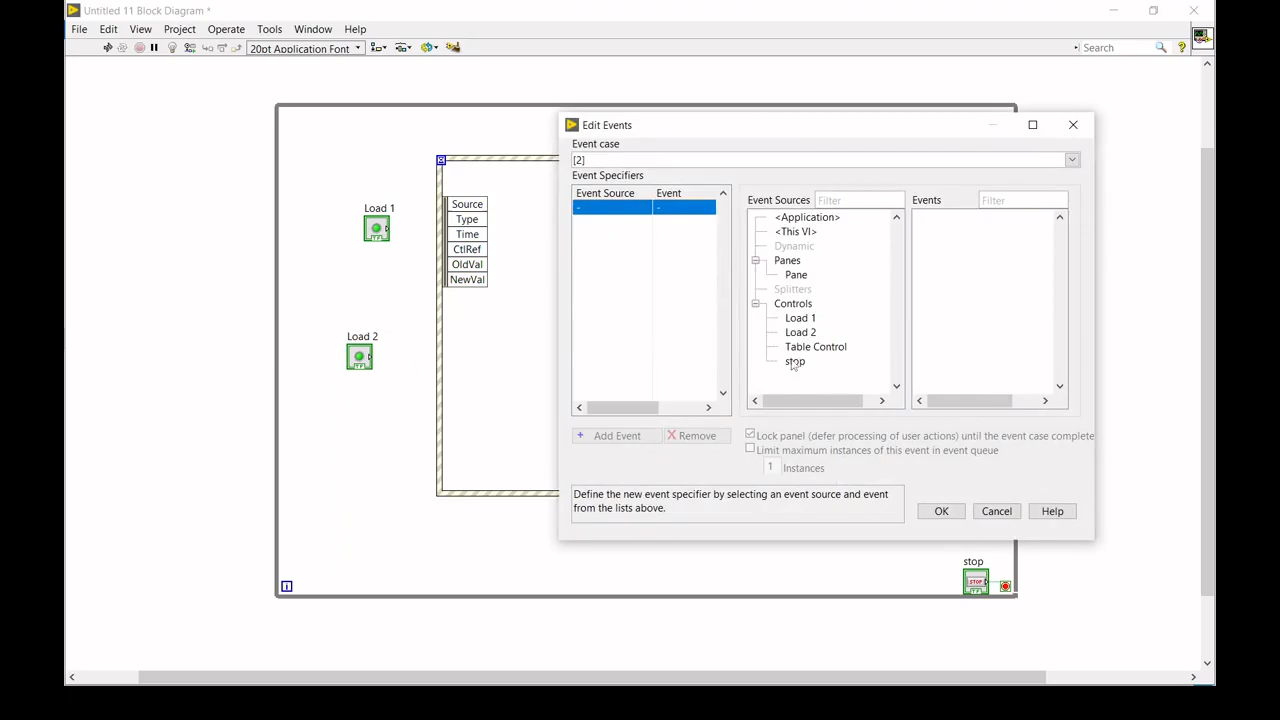 Untitled 11 Block Diagram *
File Edit View Project Tools Window Help
20pt Application Font
Search
?
Edit Events
Event case
[2]
Event Specifiers
Event Source Event
- -
Event Sources Filter
<Application>
<This VI>
Dynamic
Panes
Pane
Splitters
Controls
Load 1
Load 2
Table Control
stop
Events Filter
+ Add Event
X Remove
Lock panel (defer processing of user actions) until the event case complete
Limit maximum instances of this event in event queue
1 Instances
Define the new event specifier by selecting an event source and event
from the lists above.
OK Cancel Help
Load 1
TF
Load 2
TF
Source
Type
Time
CtlRef
OldVal
NewVal
stop
STOP
TF
i